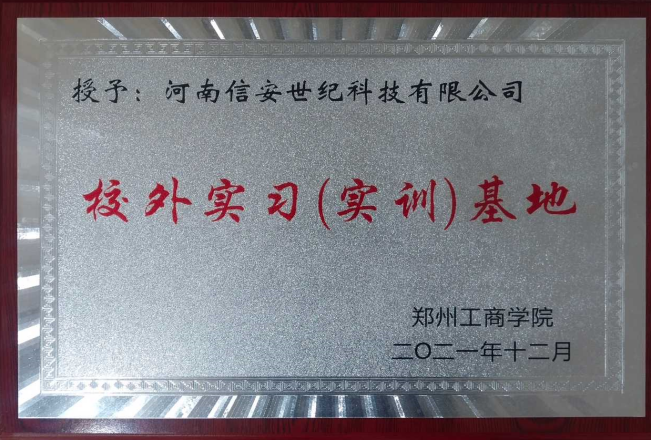 授予：河南信安世纪科技有限公司
校外实习(实训)基地
郑州工商学院
二〇二一年十二月